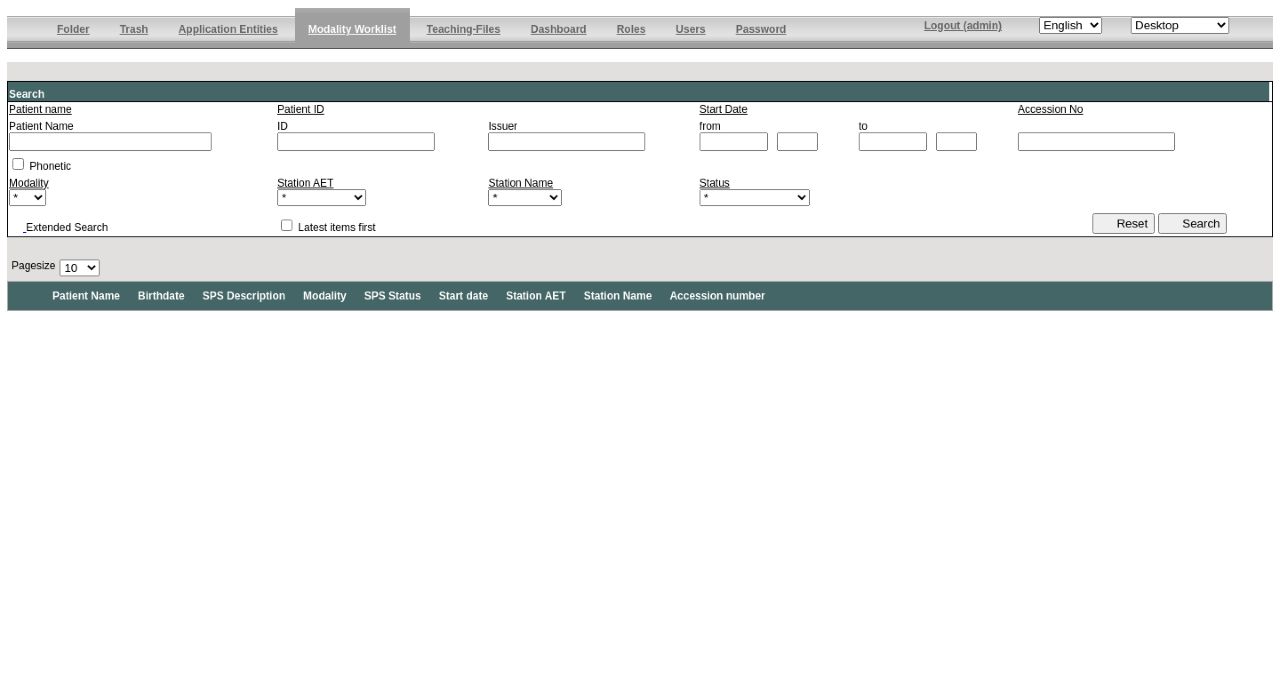 Folder Trash Application Entities Modality Worklist Teaching-Files Dashboard Roles Users Password Logout (admin) English Desktop
Search
Patient name Patient ID Start Date Accession No
Patient Name ID Issuer from to
Phonetic
Modality Station AET Station Name Status
* * * *
Extended Search Latest items first Reset Search
Pagesize 10
Patient Name Birthdate SPS Description Modality SPS Status Start date Station AET Station Name Accession number